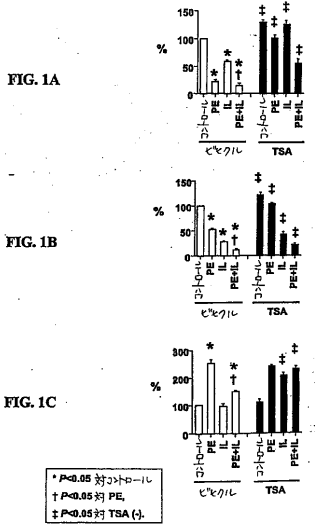 FIG. 1A
%
150
100
50
0
* * * † ‡ ‡ ‡ ‡
コントロール PE IL PE+IL コントロール PE IL PE+IL
ビヒクル TSA
FIG. 1B
%
150
100
50
0
* * * † ‡ ‡ ‡ ‡
コントロール PE IL PE+IL コントロール PE IL PE+IL
ビヒクル TSA
FIG. 1C
%
300
200
100
0
* * † ‡ ‡
コントロール PE IL PE+IL コントロール PE IL PE+IL
ビヒクル TSA
* P<0.05 対コントロール
† P<0.05 対 PE,
‡ P<0.05 対 TSA (-).